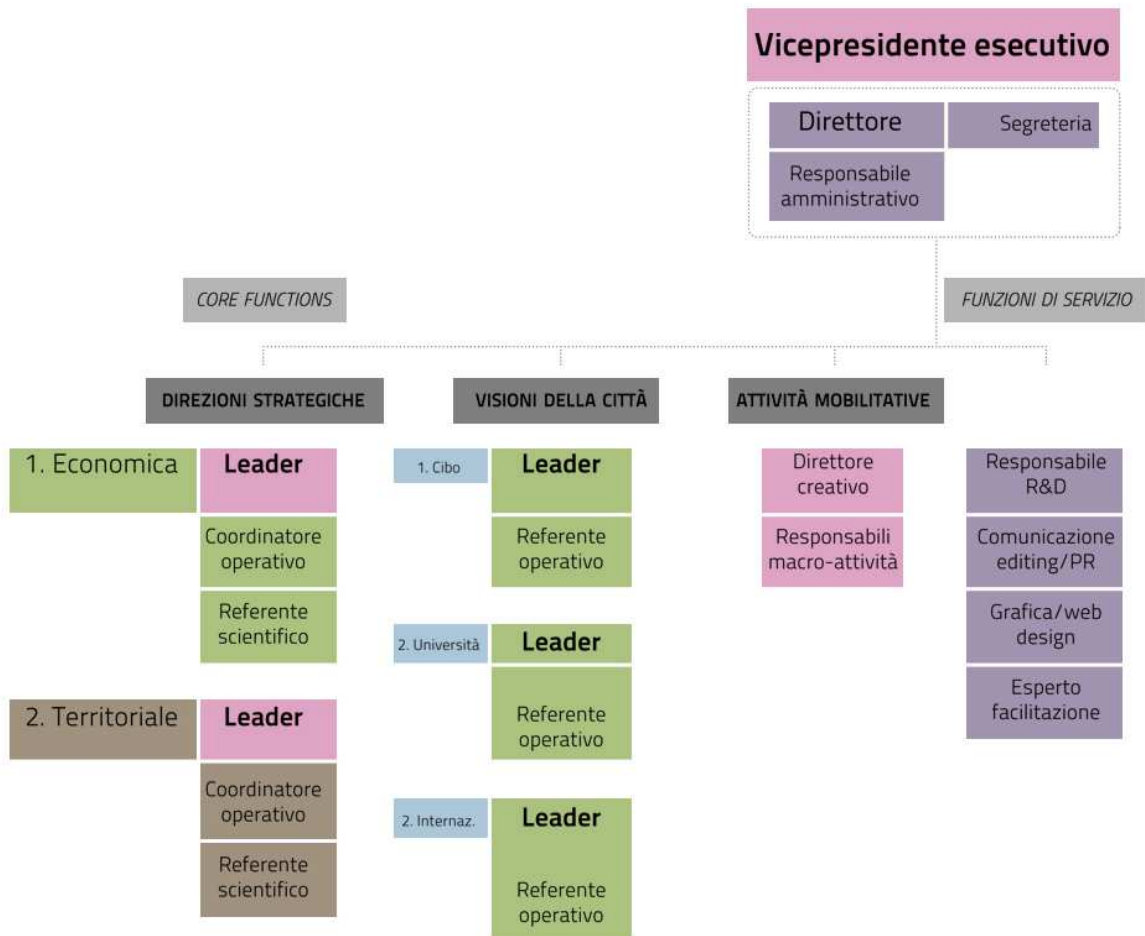 Vicepresidente esecutivo
Direttore
Segreteria
Responsabile
amministrativo
CORE FUNCTIONS
FUNZIONI DI SERVIZIO
DIREZIONI STRATEGICHE
VISIONI DELLA CITTÀ
ATTIVITÀ MOBILITATIVE
1. Economica
Leader
Coordinatore
operativo
Referente
scientifico
2. Territoriale
Leader
Coordinatore
operativo
Referente
scientifico
1. Cibo
Leader
Referente
operativo
2. Università
Leader
Referente
operativo
2. Internaz.
Leader
Referente
operativo
Direttore
creativo
Responsabili
macro-attività
Responsabile
R&D
Comunicazione
editing/PR
Grafica/web
design
Esperto
facilitazione